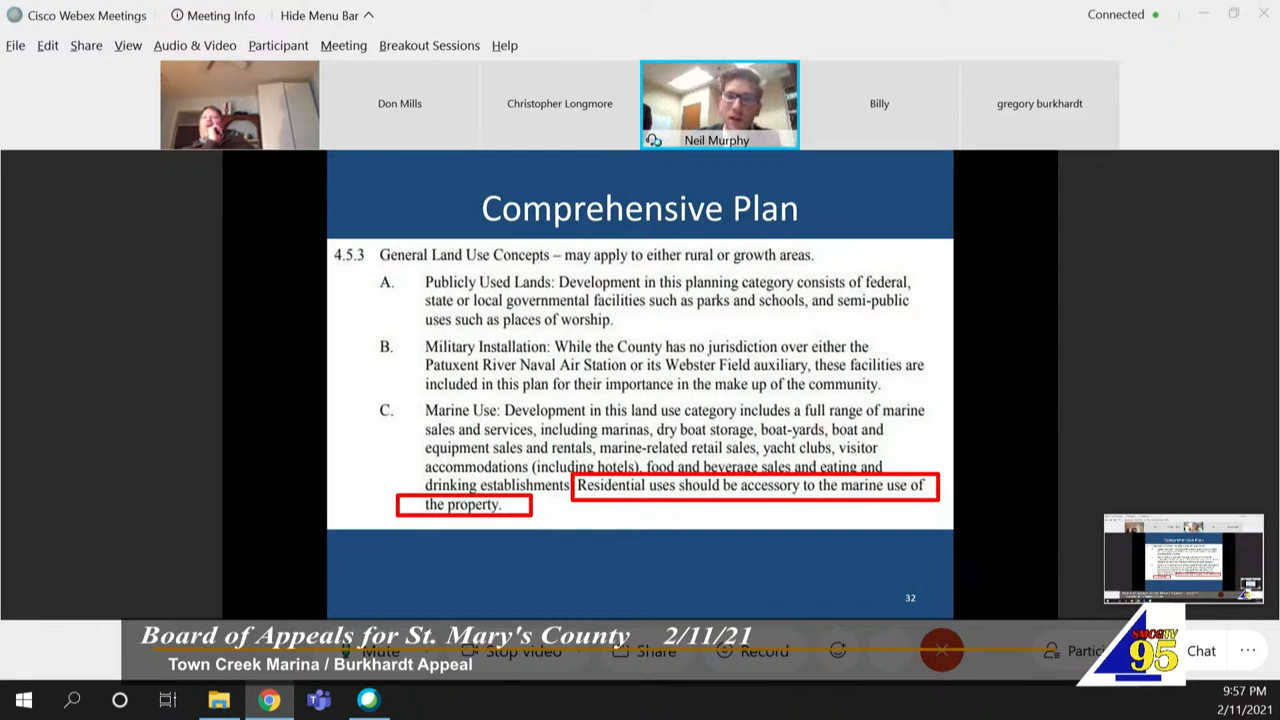 Cisco Webex Meetings
Meeting Info
Hide Menu Bar
Connected
File Edit Share View Audio & Video Participant Meeting Breakout Sessions Help
Don Mills
Christopher Longmore
Neil Murphy
Billy
gregory burkhardt
Comprehensive Plan
4.5.3 General Land Use Concepts – may apply to either rural or growth areas.
A. Publicly Used Lands: Development in this planning category consists of federal,
state or local governmental facilities such as parks and schools, and semi-public
uses such as places of worship.
B. Military Installation: While the County has no jurisdiction over either the
Patuxent River Naval Air Station or its Webster Field auxiliary, these facilities are
included in this plan for their importance in the make up of the community.
C. Marine Use: Development in this land use category includes a full range of marine
sales and services, including marinas, dry boat storage, boat-yards, boat and
equipment sales and rentals, marine-related retail sales, yacht clubs, visitor
accommodations (including hotels), food and beverage sales and eating and
drinking establishments Residential uses should be accessory to the marine use of
the property.
32
Board of Appeals for St. Mary's County 2/11/21
Mute Stop video Share Record
Partici
Chat
Town Creek Marina / Burkhardt Appeal
SMCGTV
95
9:57 PM
2/11/2021